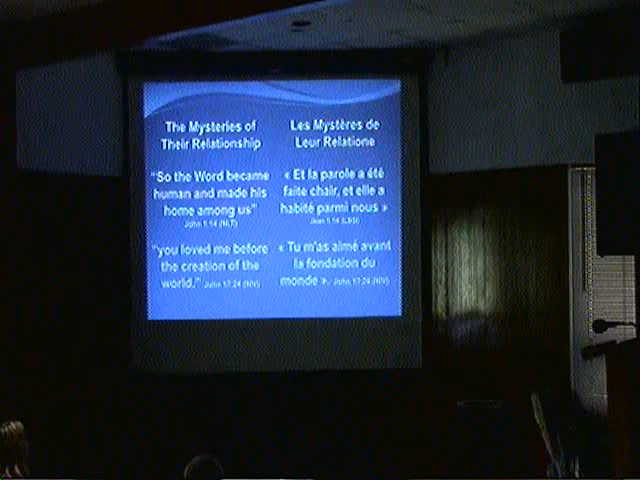 The Mysteries of
Their Relationship
"So the Word became
human and made his
home among us"
John 1:14 (NLT)
"you loved me before
the creation of the
world." John 17:24 (NIV)
Les Mystères de
Leur Relatione
« Et la parole a été
faite chair, et elle a
habité parmi nous »
Jean 1:14 (LSG)
« Tu m'as aimé avant
la fondation du
monde ». John 17:24 (NIV)